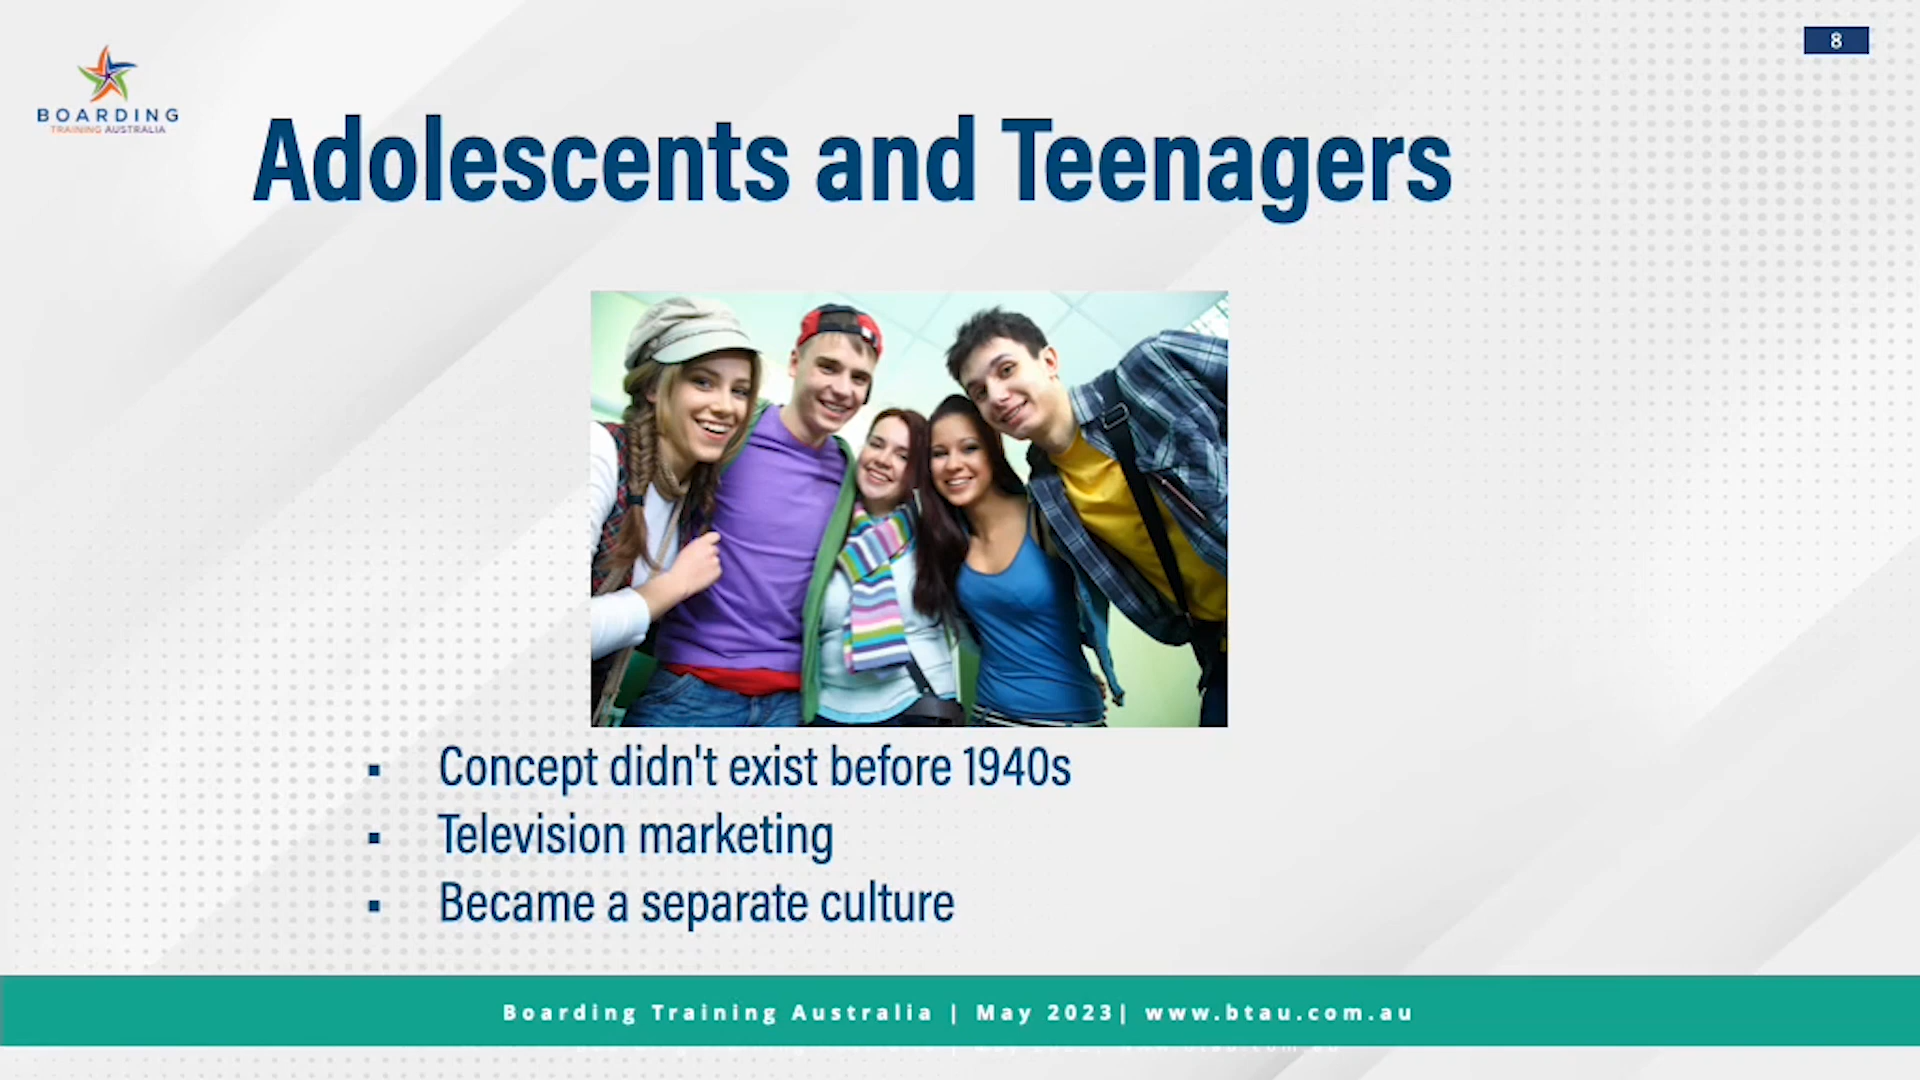 8
BOARDING
TRAINING AUSTRALIA
Adolescents and Teenagers
▪ Concept didn't exist before 1940s
▪ Television marketing
▪ Became a separate culture
Boarding Training Australia | May 2023| www.btau.com.au